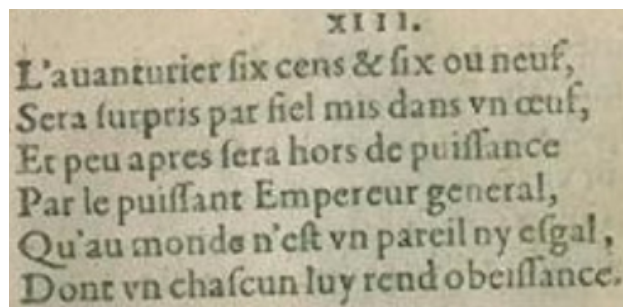 XIII.
L'auanturier ſix cens & ſix ou neuf,
Sera ſurpris par fiel mis dans vn œuf,
Et peu apres ſera hors de puiſſance
Par le puiſſant Empereur general,
Qu'au monde n'eſt vn pareil ny eſgal,
Dont vn chaſcun luy rend obeiſſance.